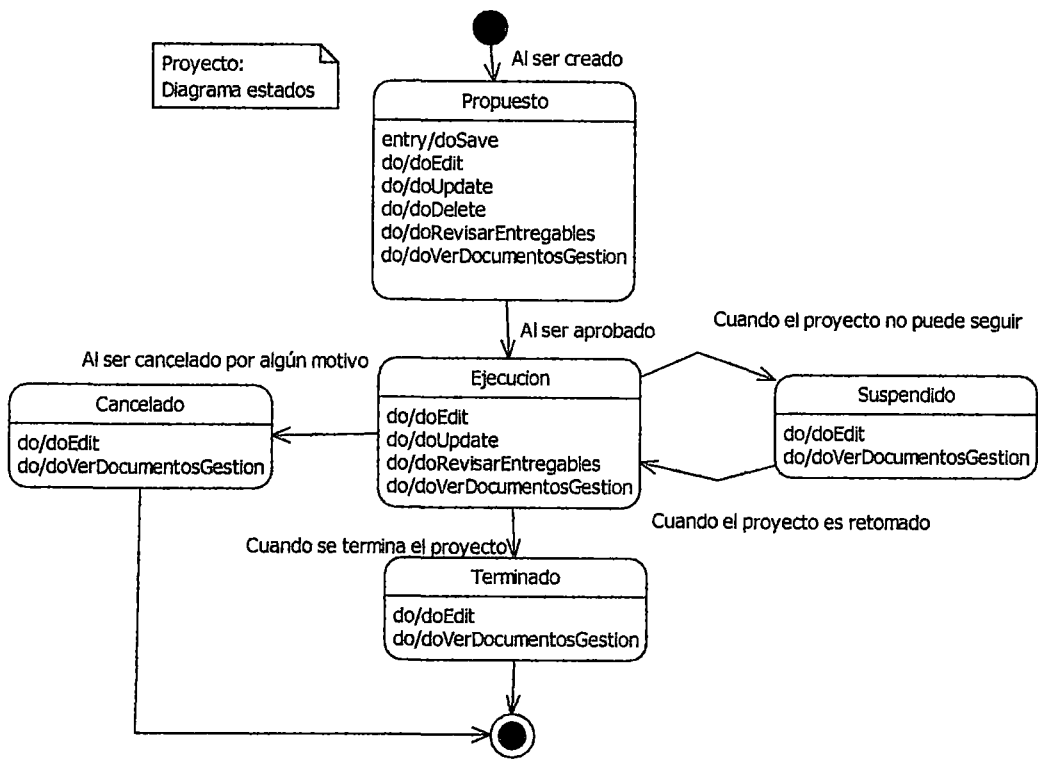 Al ser creado
Proyecto:
Diagrama estados
Propuesto
entry/doSave
do/doEdit
do/doUpdate
do/doDelete
do/doRevisarEntregables
do/doVerDocumentosGestion
Al ser aprobado
Cuando el proyecto no puede seguir
Al ser cancelado por algún motivo
Ejecucion
do/doEdit
do/doUpdate
do/doRevisarEntregables
do/doVerDocumentosGestion
Suspendido
do/doEdit
do/doVerDocumentosGestion
Cancelado
do/doEdit
do/doVerDocumentosGestion
Cuando el proyecto es retomado
Cuando se termina el proyecto
Terminado
do/doEdit
do/doVerDocumentosGestion